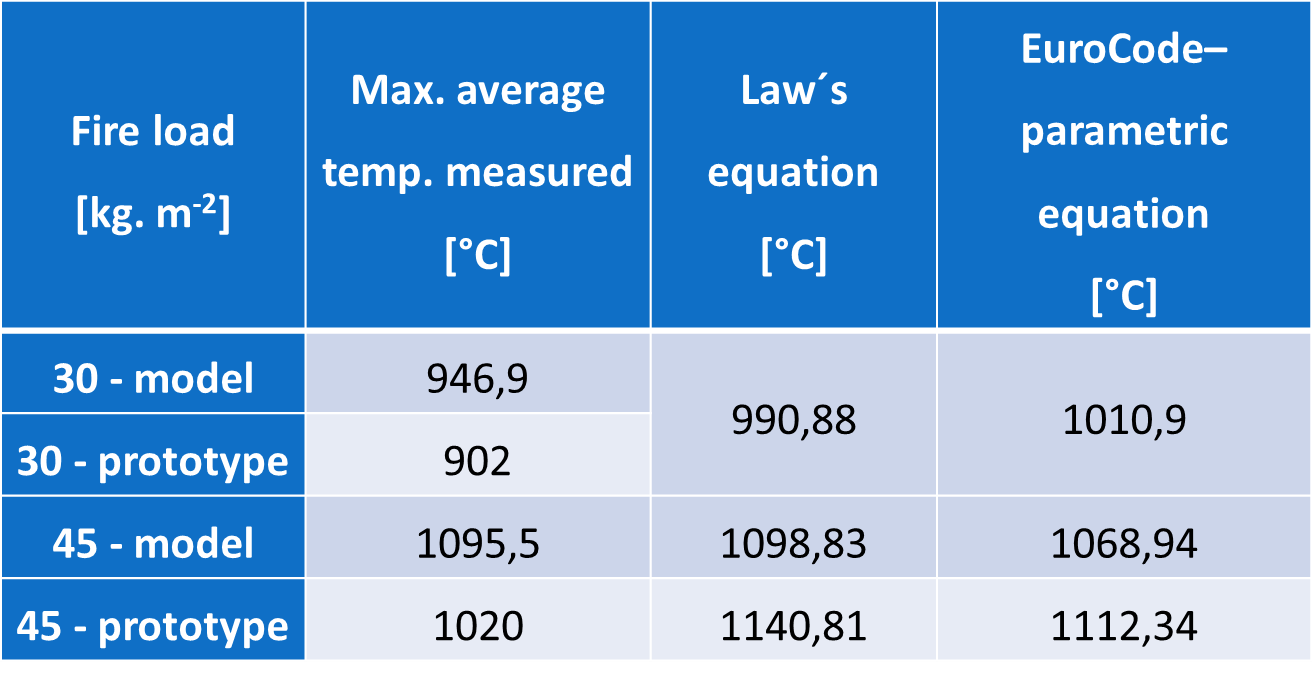 Fire load
[kg. m-2]
Max. average
temp. measured
[°C]
Law´s
equation
[°C]
EuroCode–
parametric
equation
[°C]
30 - model
946,9
990,88
1010,9
30 - prototype
902
45 - model
1095,5
1098,83
1068,94
45 - prototype
1020
1140,81
1112,34